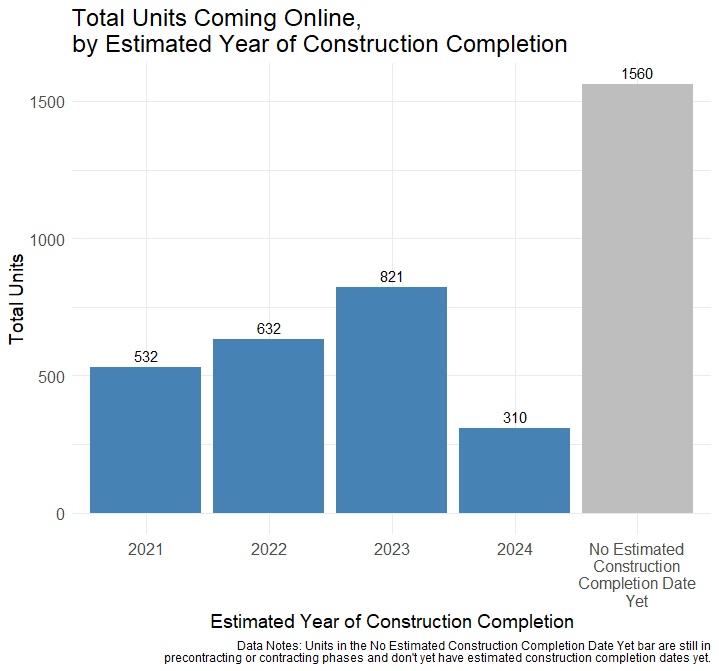 Total Units Coming Online,
by Estimated Year of Construction Completion
1560
1500
1000
821
Total Units
632
532
500
310
0
2021 2022 2023 2024 No Estimated
Construction
Completion Date
Yet
Estimated Year of Construction Completion
Data Notes: Units in the No Estimated Construction Completion Date Yet bar are still in
precontracting or contracting phases and don't yet have estimated construction completion dates yet.